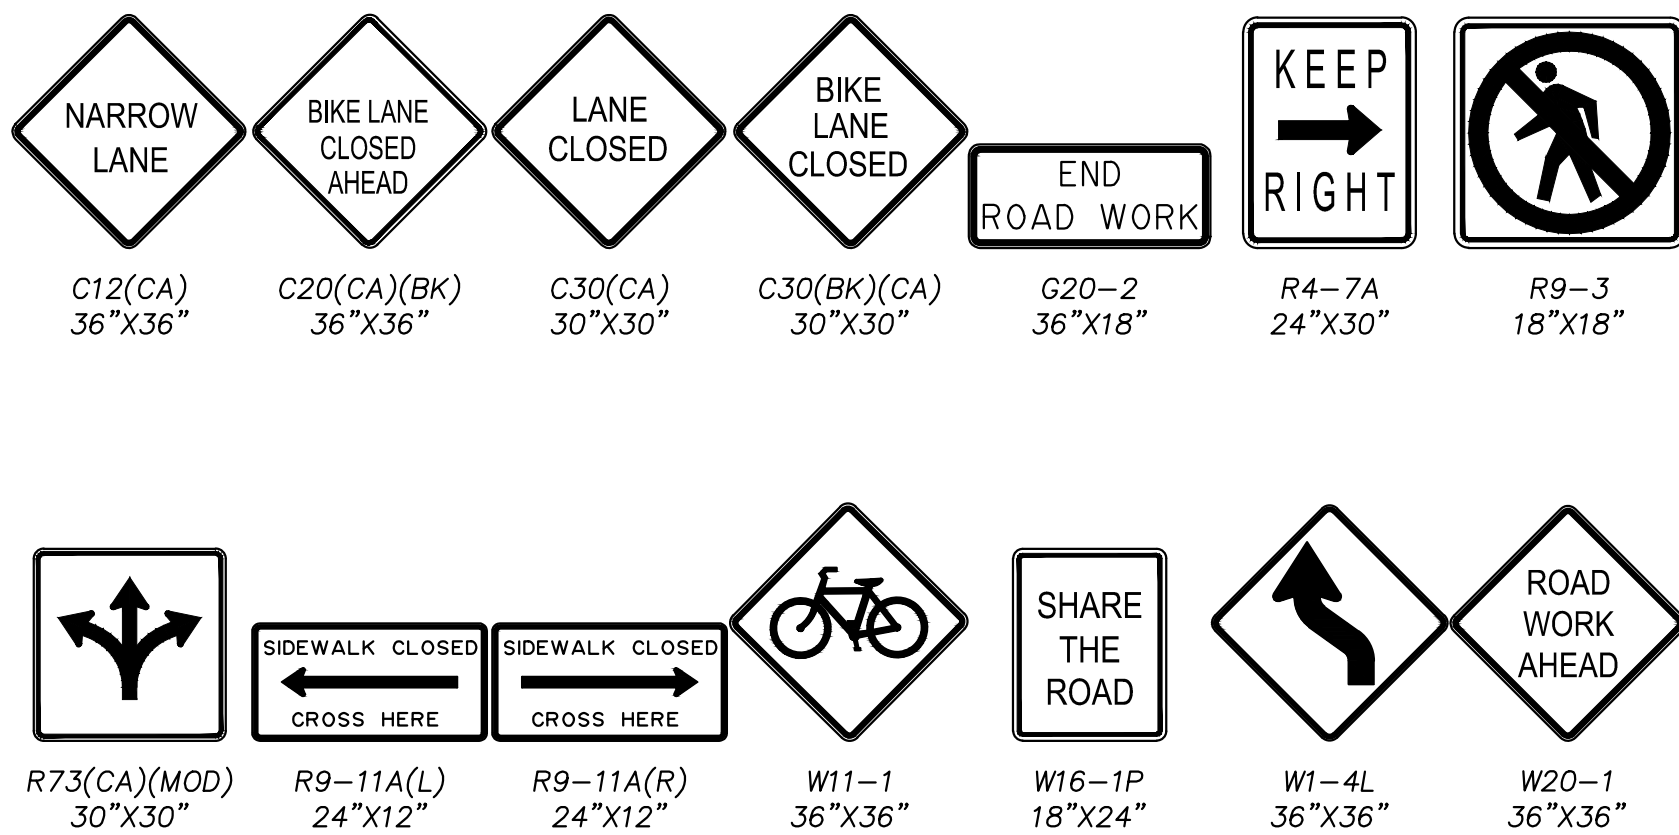 NARROW
LANE
C12(CA)
36”X36”
BIKE LANE
CLOSED
AHEAD
C20(CA)(BK)
36”X36”
LANE
CLOSED
C30(CA)
30”X30”
BIKE
LANE
CLOSED
C30(BK)(CA)
30”X30”
END
ROAD WORK
G20−2
36”X18”
KEEP
RIGHT
R4−7A
24”X30”
R9−3
18”X18”
R73(CA)(MOD)
30”X30”
SIDEWALK CLOSED
CROSS HERE
R9−11A(L)
24”X12”
SIDEWALK CLOSED
CROSS HERE
R9−11A(R)
24”X12”
W11−1
36”X36”
SHARE
THE
ROAD
W16−1P
18”X24”
W1−4L
36”X36”
ROAD
WORK
AHEAD
W20−1
36”X36”